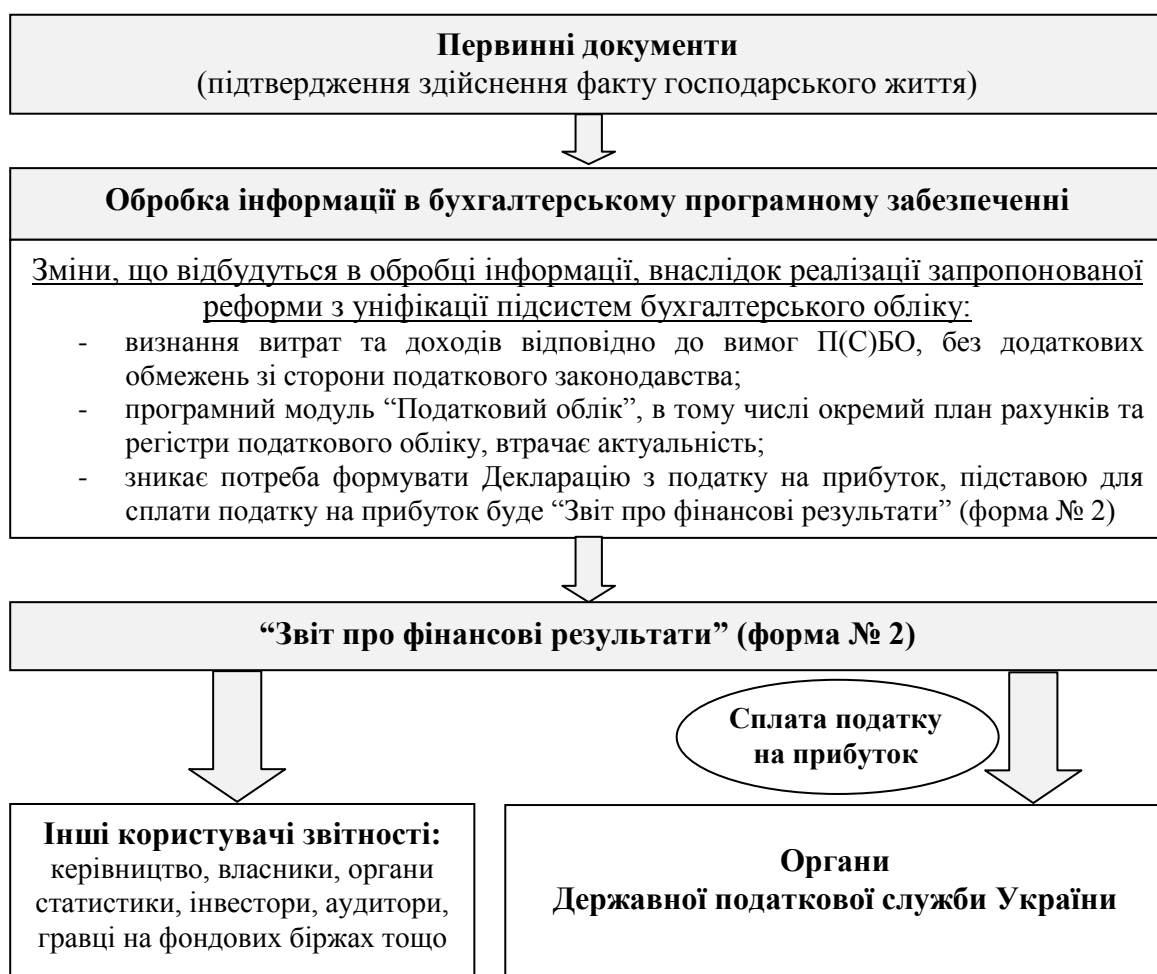 Первинні документи
(підтвердження здійснення факту господарського життя)
Обробка інформації в бухгалтерському програмному забезпеченні
Зміни, що відбудуться в обробці інформації, внаслідок реалізації запропонованої
реформи з уніфікації підсистем бухгалтерського обліку:
- визнання витрат та доходів відповідно до вимог П(С)БО, без додаткових
обмежень зі сторони податкового законодавства;
- програмний модуль “Податковий облік”, в тому числі окремий план рахунків та
регістри податкового обліку, втрачає актуальність;
- зникає потреба формувати Декларацію з податку на прибуток, підставою для
сплати податку на прибуток буде “Звіт про фінансові результати” (форма № 2)
“Звіт про фінансові результати” (форма № 2)
Сплата податку
на прибуток
Інші користувачі звітності:
керівництво, власники, органи
статистики, інвестори, аудитори,
гравці на фондових біржах тощо
Органи
Державної податкової служби України